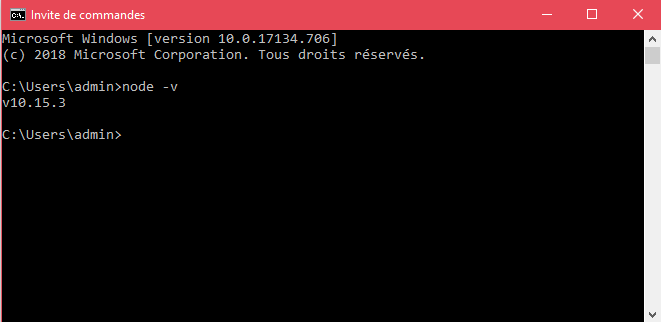 Invite de commandes
Microsoft Windows [version 10.0.17134.706]
(c) 2018 Microsoft Corporation. Tous droits réservés.
C:\Users\admin>node -v
v10.15.3
C:\Users\admin>